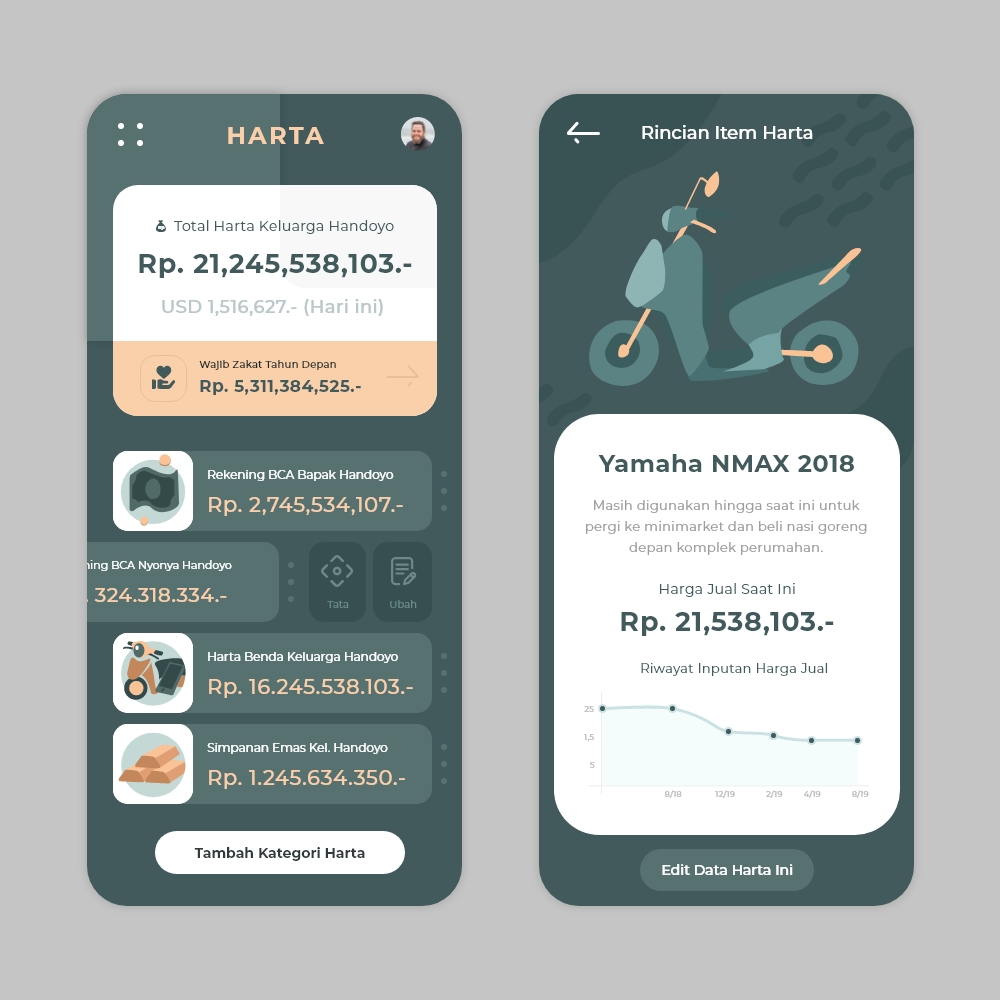 HARTA
Total Harta Keluarga Handoyo
Rp. 21,245,538,103.-
USD 1,516,627.- (Hari ini)
Wajib Zakat Tahun Depan
Rp. 5,311,384,525.-
Rekening BCA Bapak Handoyo
Rp. 2,745,534,107.-
ning BCA Nyonya Handoyo
. 324.318.334.-
Tata
Ubah
Harta Benda Keluarga Handoyo
Rp. 16.245.538.103.-
Simpanan Emas Kel. Handoyo
Rp. 1.245.634.350.-
Tambah Kategori Harta
Rincian Item Harta
Yamaha NMAX 2018
Masih digunakan hingga saat ini untuk
pergi ke minimarket dan beli nasi goreng
depan komplek perumahan.
Harga Jual Saat Ini
Rp. 21,538,103.-
Riwayat Inputan Harga Jual
25
1,5
5
8/18 12/19 2/19 4/19 8/19
Edit Data Harta Ini